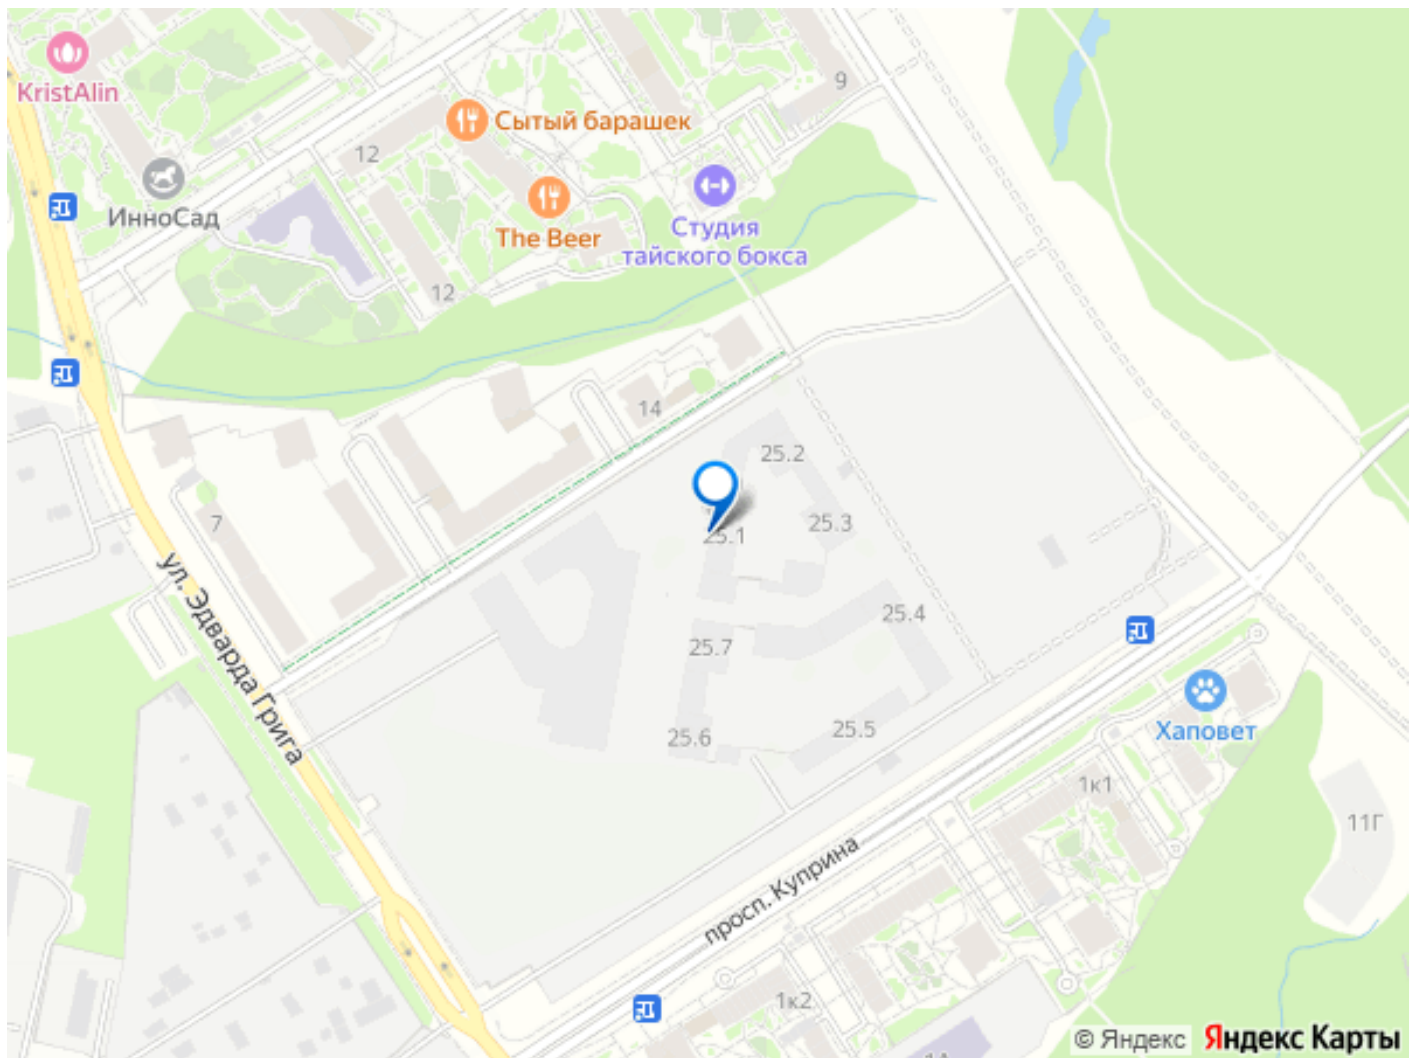 KristAlin
9
Сытый барашек
12
ИнноСад
The Beer
Студия
тайского бокса
12
14
25.2
7
25.3
25.1
ул. Эдварда Грига
25.4
25.7
25.6
25.5
Хаповет
1к1
11Г
просп. Куприна
1к2
1А
© Яндекс Яндекс Карты